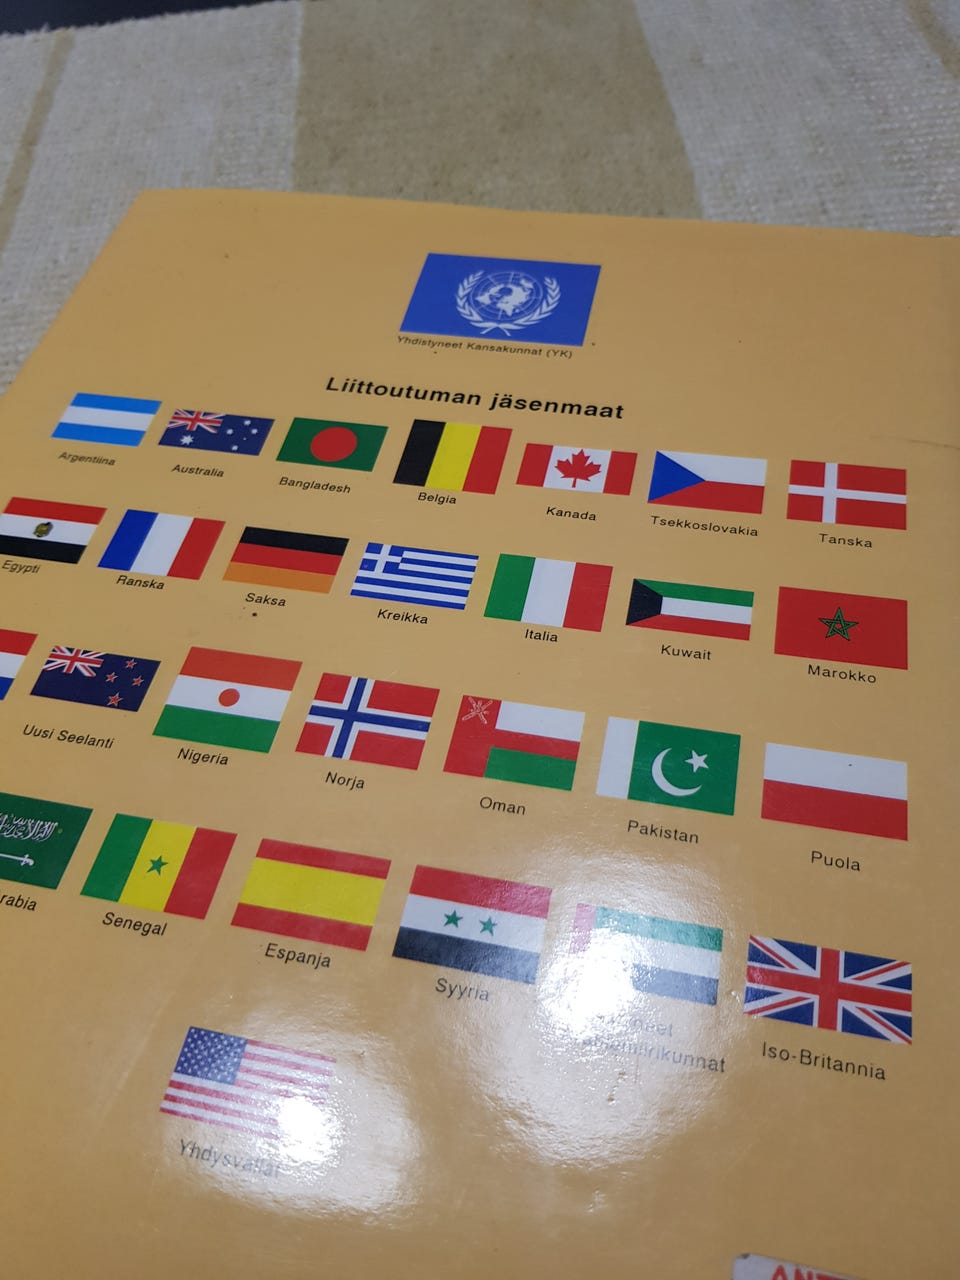 Yhdistyneet Kansakunnat (YK)
Liittoutuman jäsenmaat
Argentiina Australia Bangladesh Belgia Kanada Tsekkoslovakia Tanska
Egypti Ranska Saksa Kreikka Italia Kuwait Marokko
Uusi Seelanti Nigeria Norja Oman Pakistan Puola
rabia Senegal Espanja Syyria Iso-Britannia
Yhdysvallat